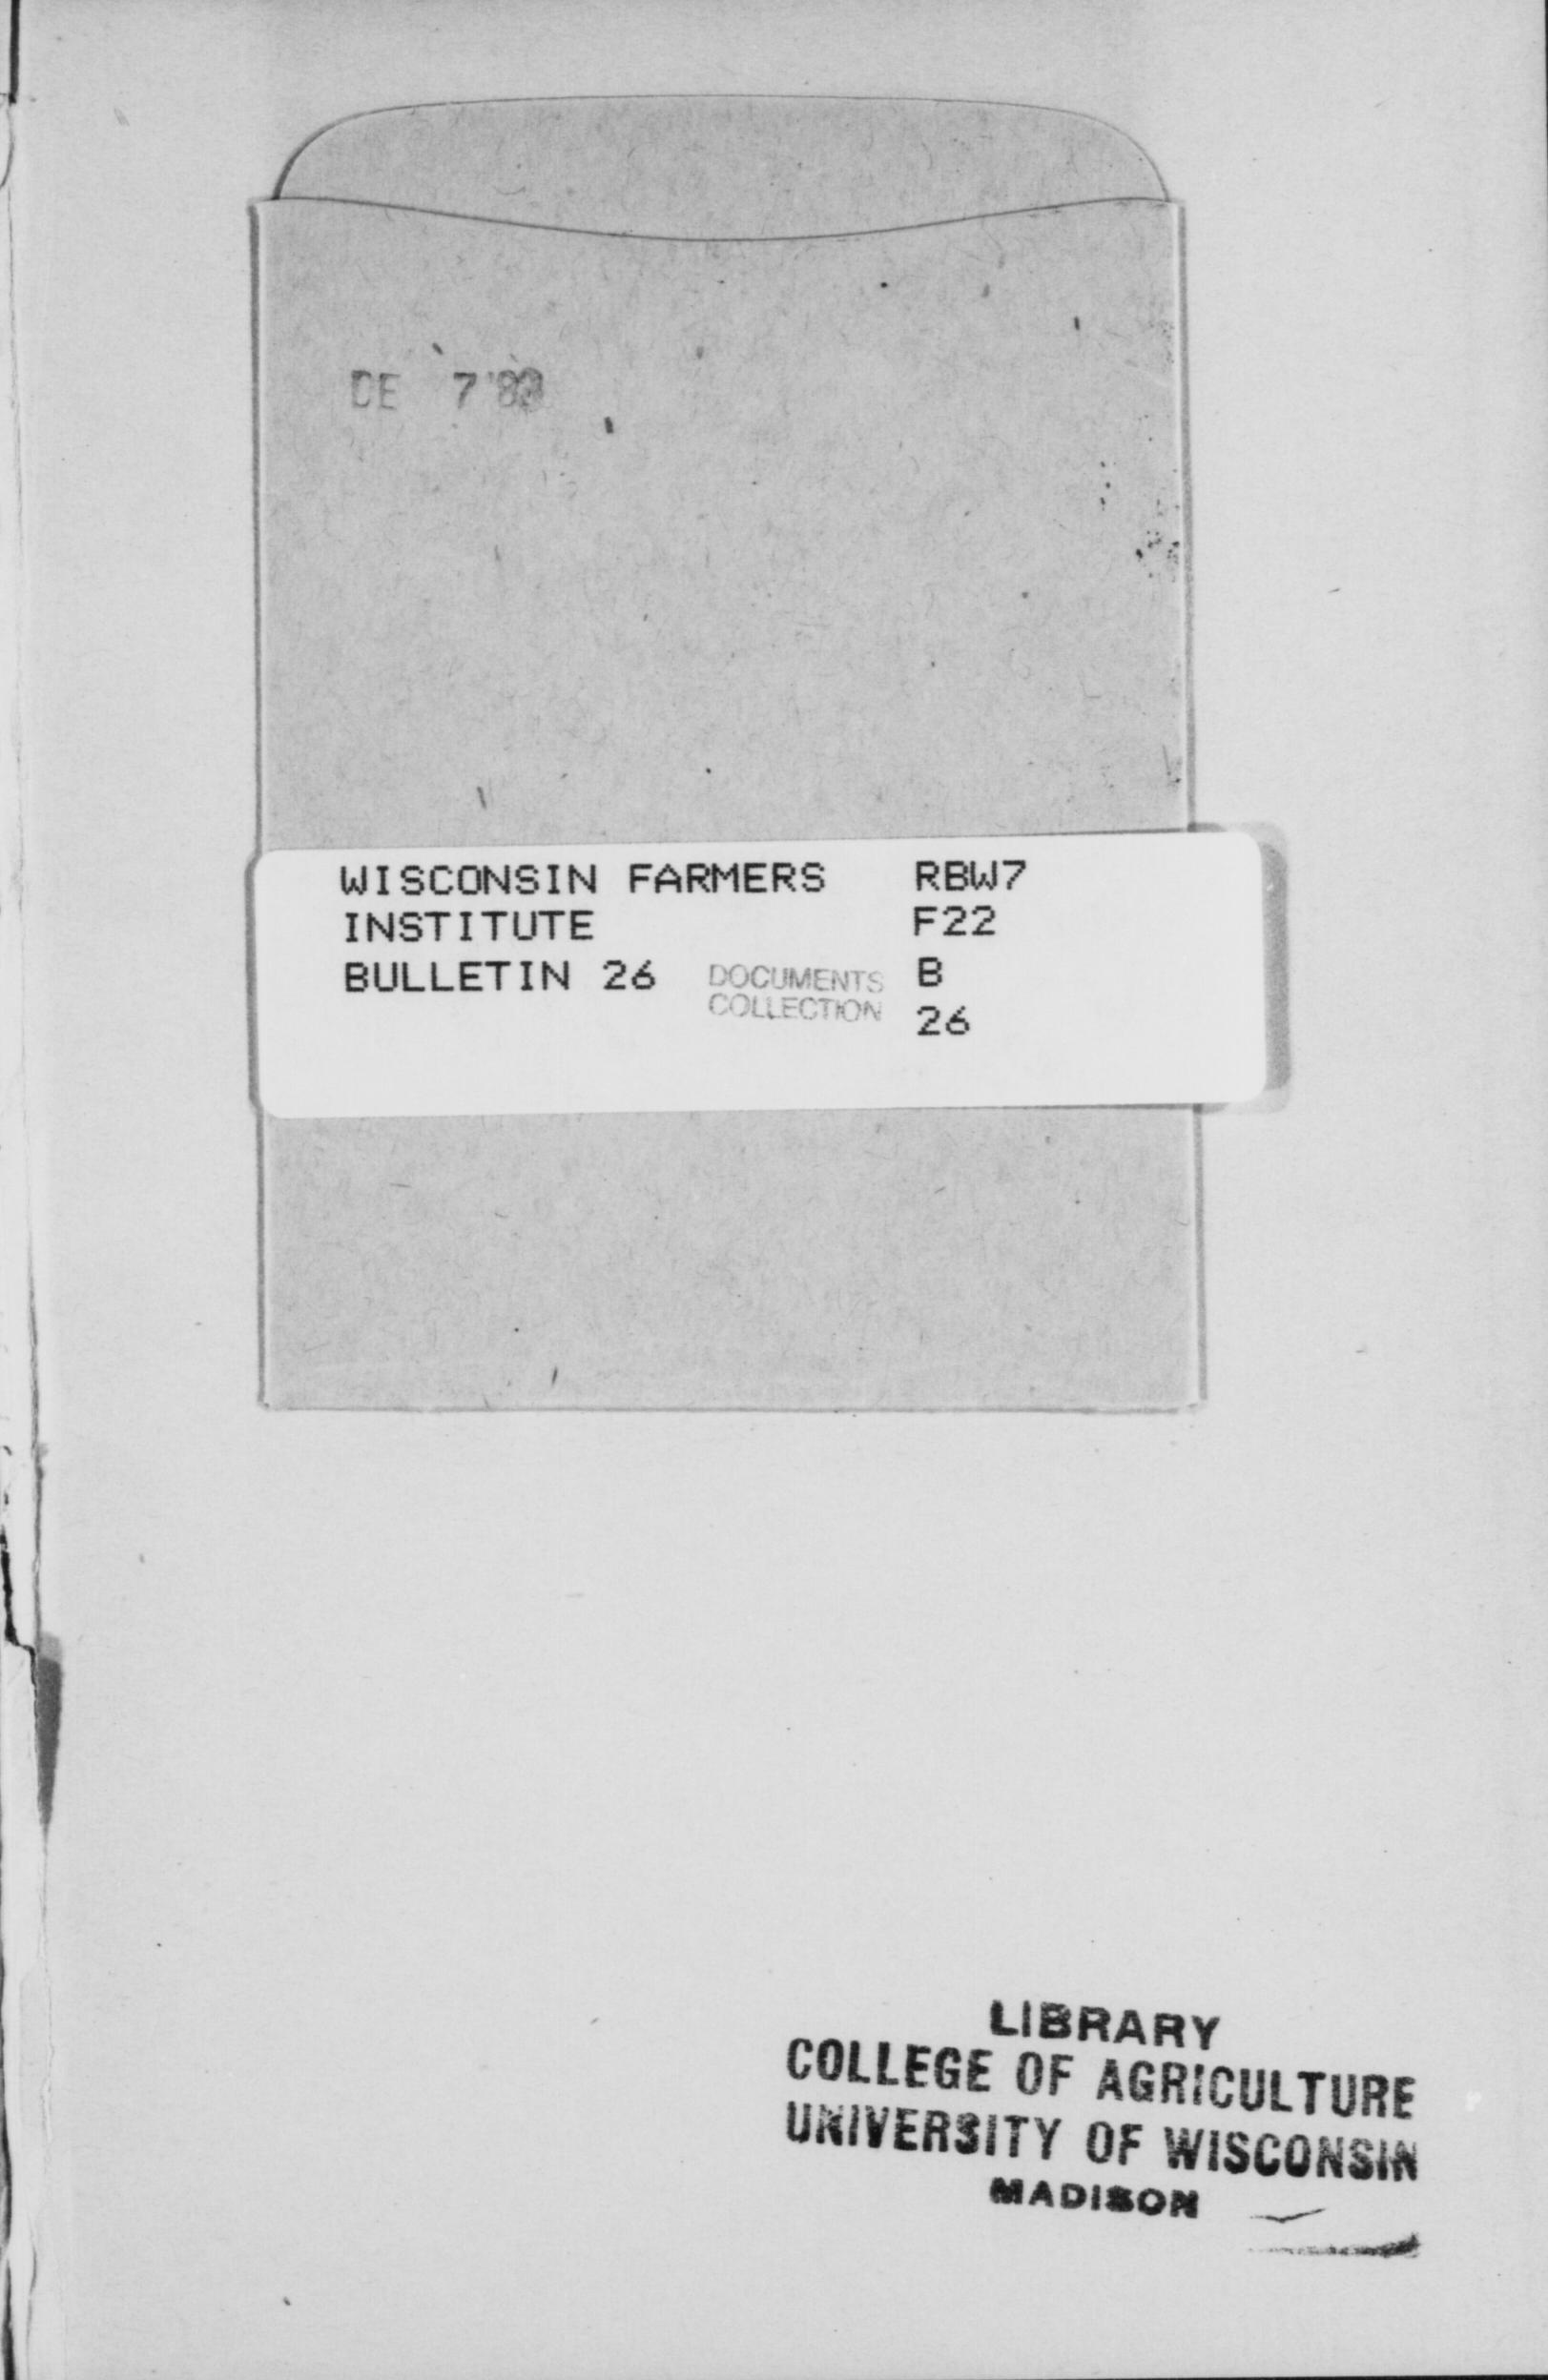 DE 7
WISCONSIN FARMERS RBW7
INSTITUTE F22
BULLETIN 26 DOCUMENTS B
COLLECTION 26
LIBRARY
COLLEGE OF AGRICULTURE
UNIVERSITY OF WISCONSIN
MADISON